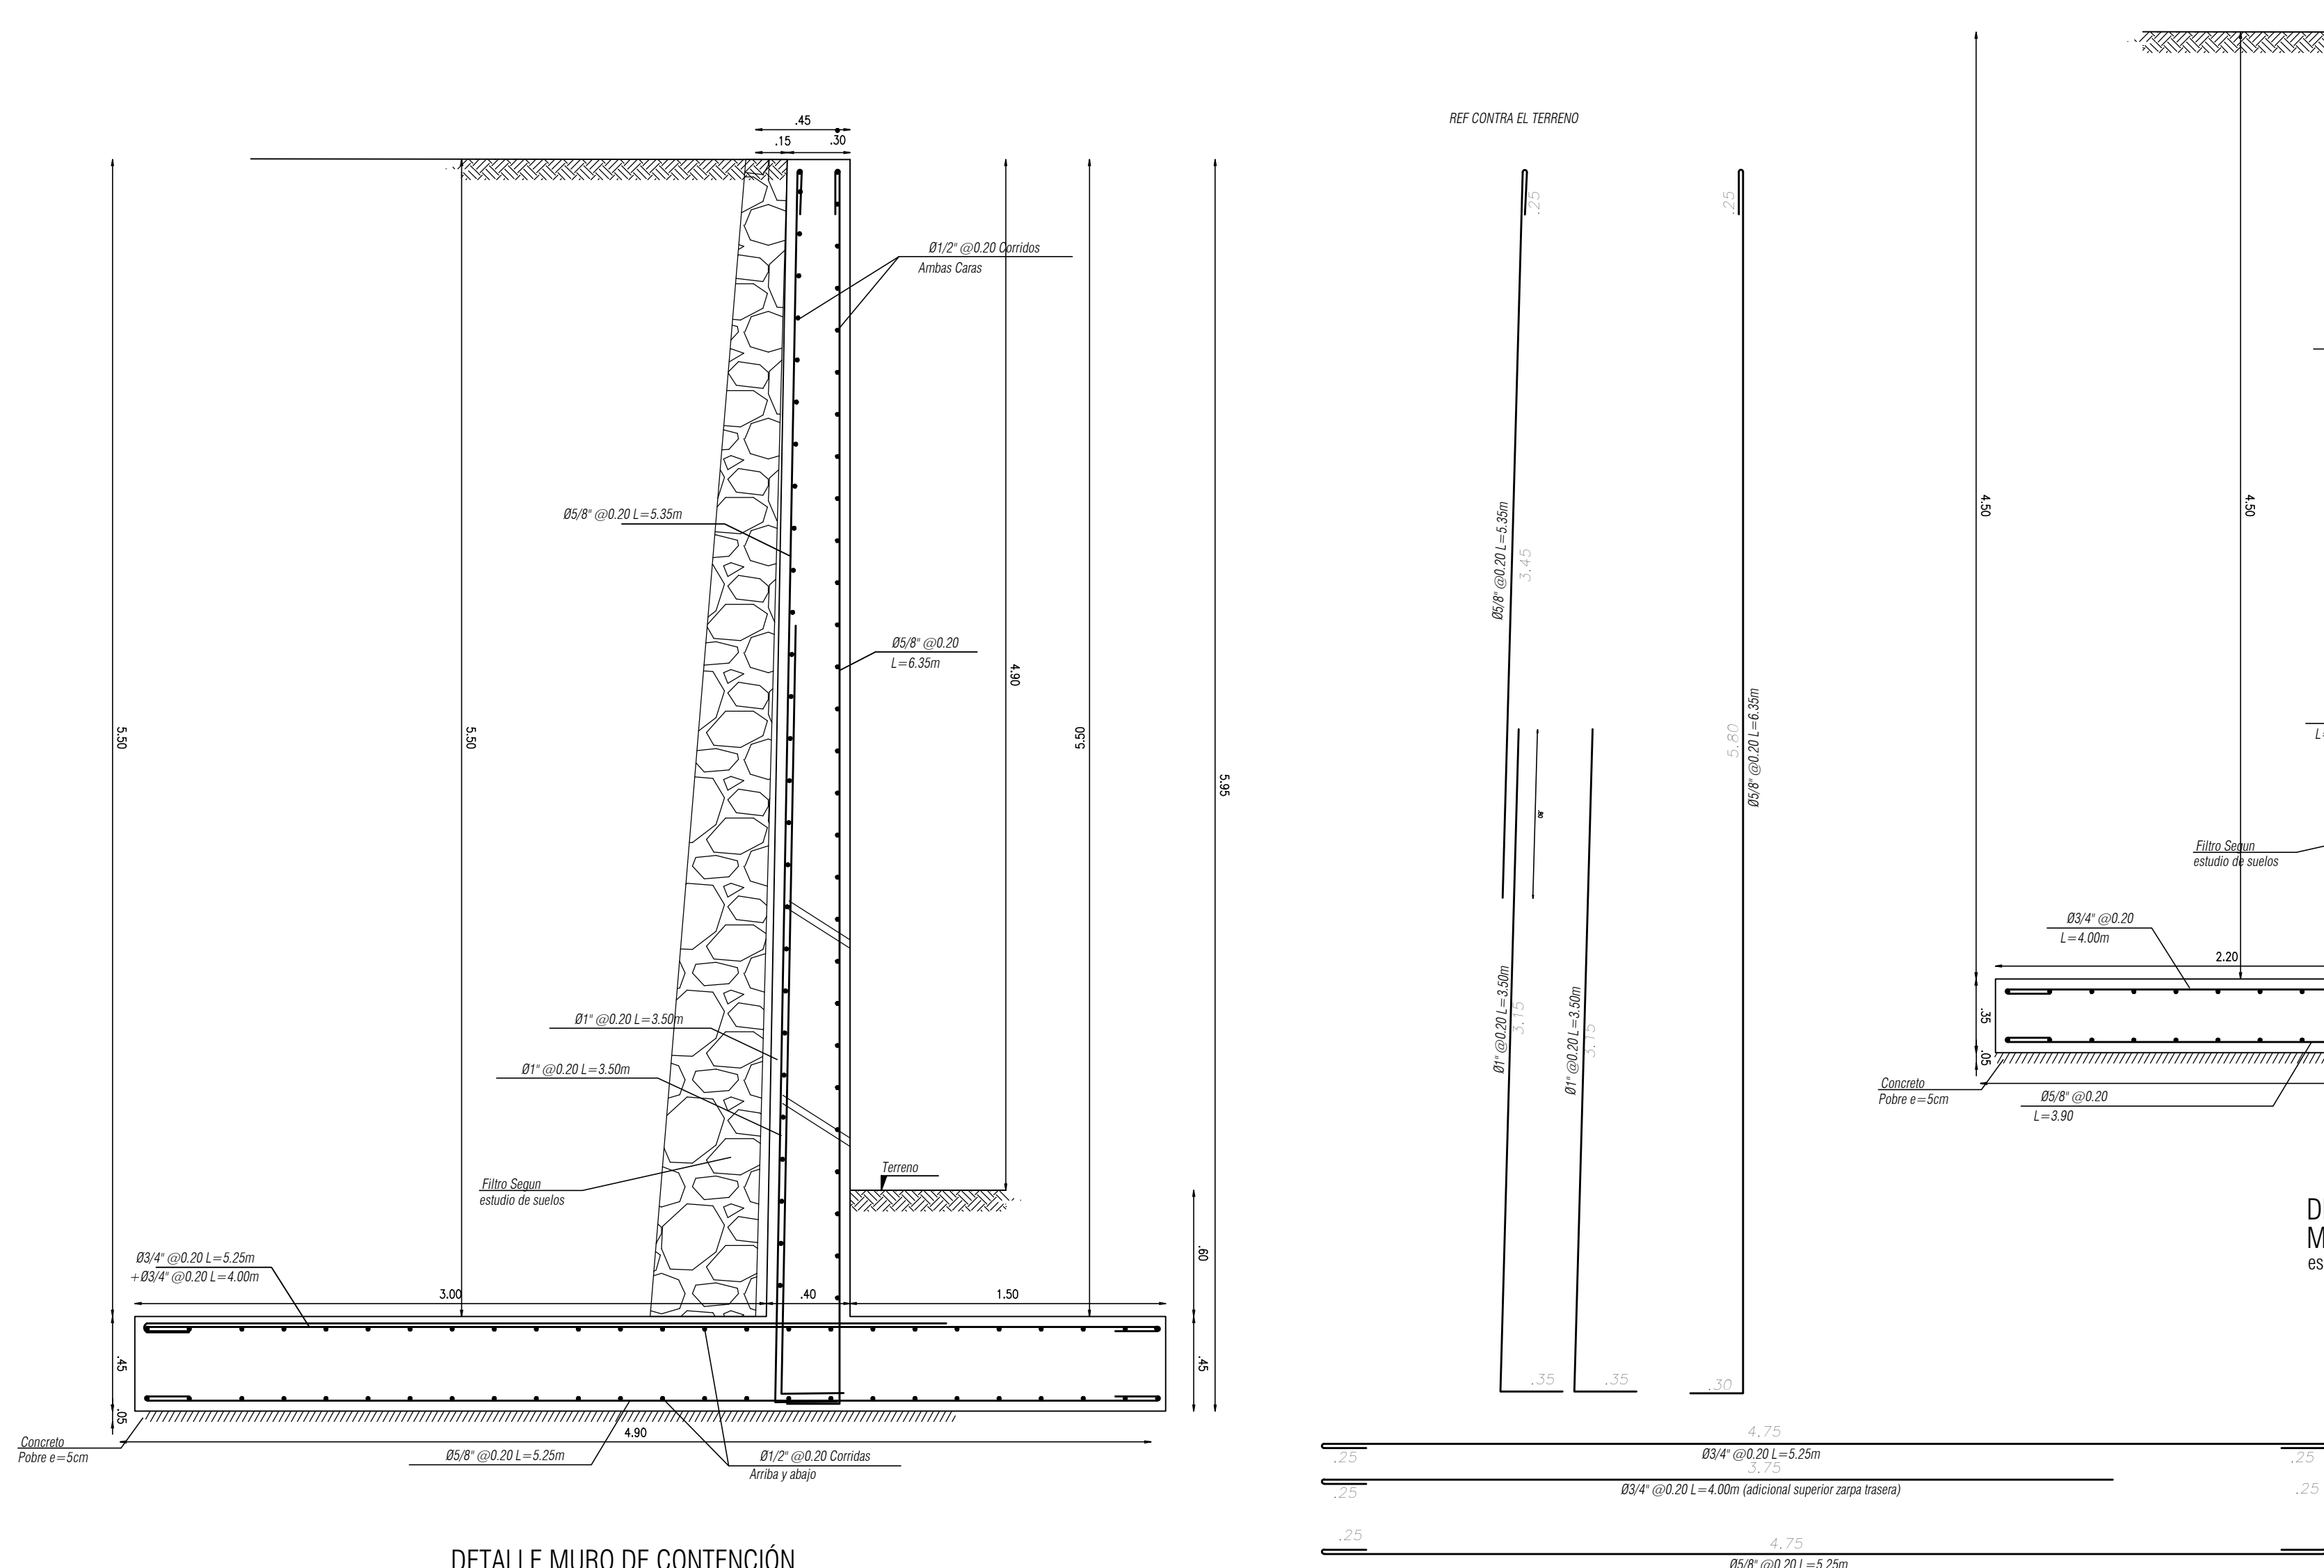 .45
.15
.30
Ø1/2" @0.20 Corridos
Ambas Caras
Ø5/8" @0.20 L=5.35m
Ø5/8" @0.20
L=6.35m
4.90
5.50
5.50
5.50
5.95
Ø1" @0.20 L=3.50m
Ø1" @0.20 L=3.50m
Terreno
Filtro Segun
estudio de suelos
.60
Ø3/4" @0.20 L=5.25m
+Ø3/4" @0.20 L=4.00m
3.00
.40
1.50
.45
.45
.05
Concreto
Pobre e=5cm
4.90
Ø5/8" @0.20 L=5.25m
Ø1/2" @0.20 Corridas
Arriba y abajo
DETALLE MURO DE CONTENCIÓN
REF CONTRA EL TERRENO
.25
.25
Ø5/8" @0.20 L=5.35m
3.45
5.80
Ø5/8" @0.20 L=6.35m
.80
Ø1" @0.20 L=3.50m
3.15
Ø1" @0.20 L=3.50m
3.15
.35
.35
.30
4.75
.25
Ø3/4" @0.20 L=5.25m
.25
3.75
.25
Ø3/4" @0.20 L=4.00m (adicional superior zarpa trasera)
.25
.25
4.75
Ø5/8" @0.20 L=5.25m
4.50
4.50
L=
Filtro Segun
estudio de suelos
Ø3/4" @0.20
L=4.00m
2.20
.35
.05
Concreto
Pobre e=5cm
Ø5/8" @0.20
L=3.90
D
M
es